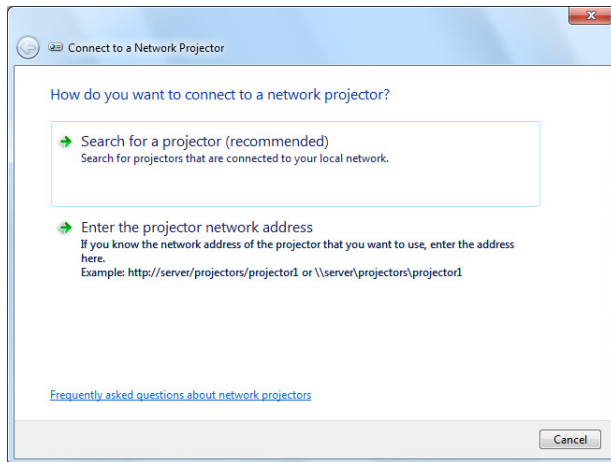 Connect to a Network Projector
How do you want to connect to a network projector?
Search for a projector (recommended)
Search for projectors that are connected to your local network.
Enter the projector network address
If you know the network address of the projector that you want to use, enter the address
here.
Example: http://server/projectors/projector1 or \\server\projectors\projector1
Frequently asked questions about network projectors
Cancel